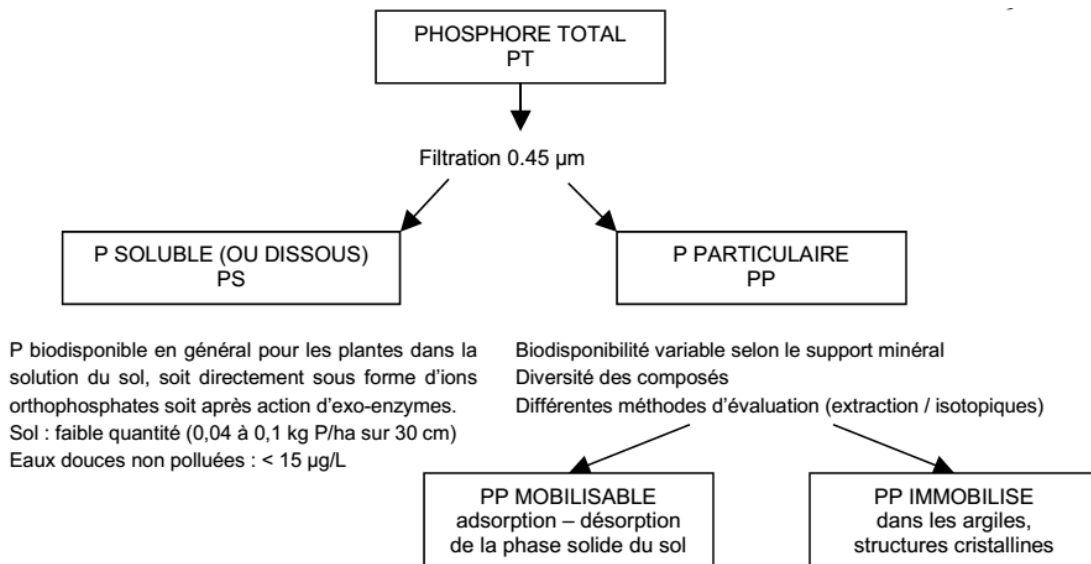 PHOSPHORE TOTAL
PT
Filtration 0.45 µm
P SOLUBLE (OU DISSOUS)
PS
P PARTICULAIRE
PP
P biodisponible en général pour les plantes dans la
solution du sol, soit directement sous forme d'ions
orthophosphates soit après action d'exo-enzymes.
Sol : faible quantité (0,04 à 0,1 kg P/ha sur 30 cm)
Eaux douces non polluées : < 15 µg/L
Biodisponibilité variable selon le support minéral
Diversité des composés
Différentes méthodes d'évaluation (extraction / isotopiques)
PP MOBILISABLE
adsorption – désorption
de la phase solide du sol
PP IMMOBILISE
dans les argiles,
structures cristallines